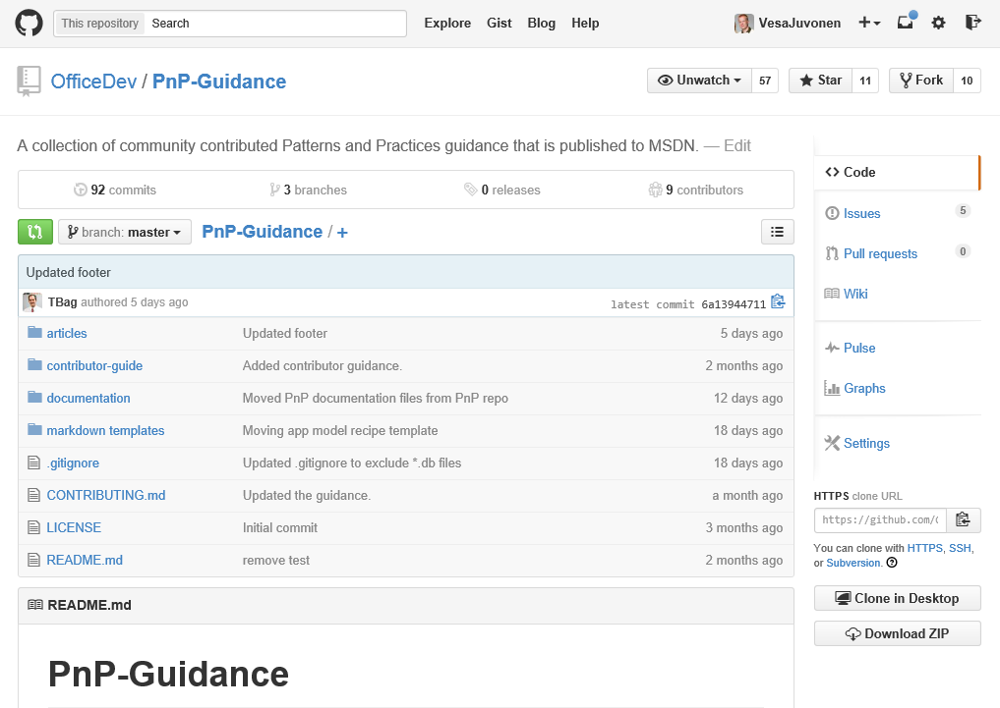 This repository Search Explore Gist Blog Help VesaJuvonen
OfficeDev / PnP-Guidance Unwatch 57 Star 11 Fork 10
A collection of community contributed Patterns and Practices guidance that is published to MSDN. — Edit
92 commits 3 branches 0 releases 9 contributors
branch: master PnP-Guidance / +
Updated footer
TBag authored 5 days ago latest commit 6a13944711
articles Updated footer 5 days ago
contributor-guide Added contributor guidance. 2 months ago
documentation Moved PnP documentation files from PnP repo 12 days ago
markdown templates Moving app model recipe template 18 days ago
.gitignore Updated .gitignore to exclude *.db files 18 days ago
CONTRIBUTING.md Updated the guidance. a month ago
LICENSE Initial commit 3 months ago
README.md remove test 2 months ago
README.md
PnP-Guidance
Code
Issues 5
Pull requests 0
Wiki
Pulse
Graphs
Settings
HTTPS clone URL
https://github.com/
You can clone with HTTPS, SSH,
or Subversion.
Clone in Desktop
Download ZIP